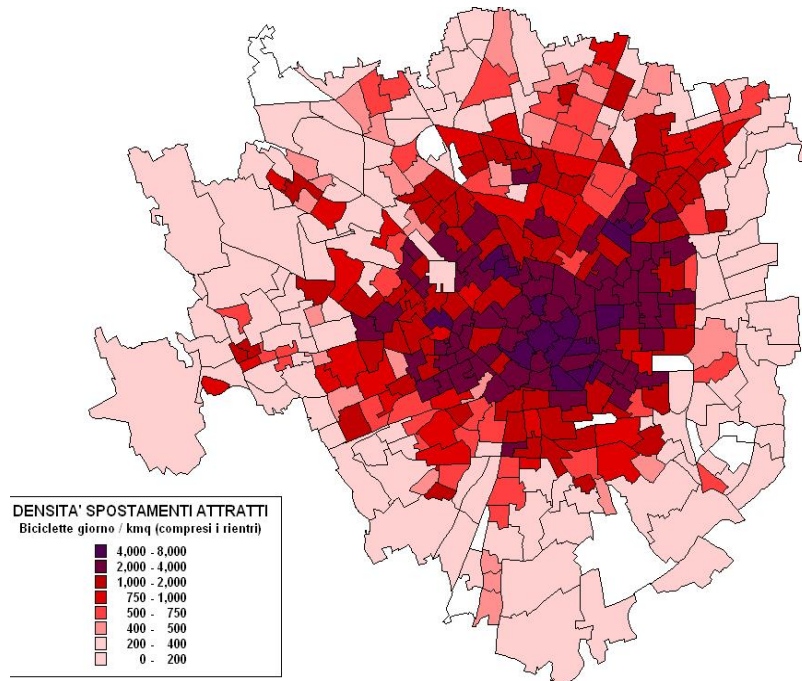 DENSITA' SPOSTAMENTI ATTRATTI
Biciclette giorno / kmq (compresi i rientri)
4,000 - 8,000
2,000 - 4,000
1,000 - 2,000
750 - 1,000
500 - 750
400 - 500
200 - 400
0 - 200